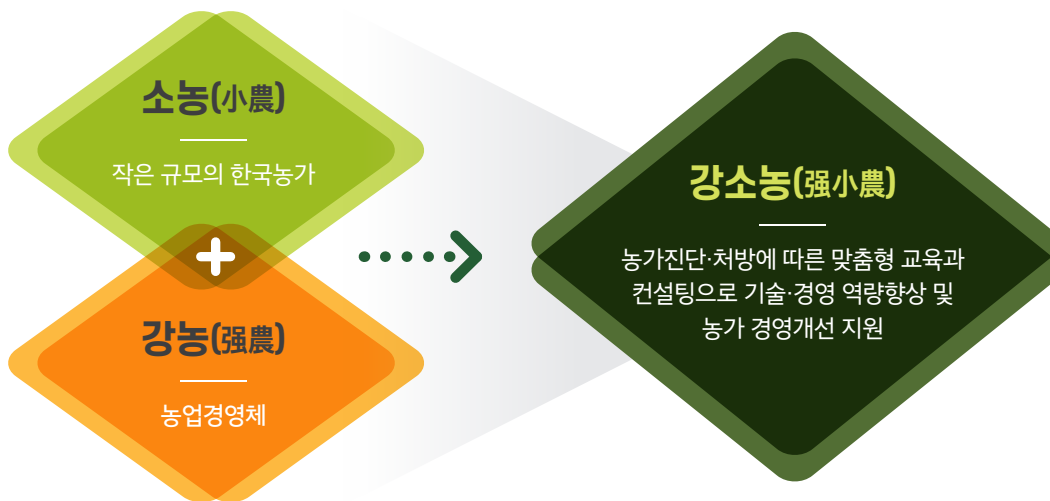 소농(小農)
작은 규모의 한국농가
+
강농(强農)
농업경영체
강소농(强小農)
농가진단·처방에 따른 맞춤형 교육과
컨설팅으로 기술·경영 역량향상 및
농가 경영개선 지원